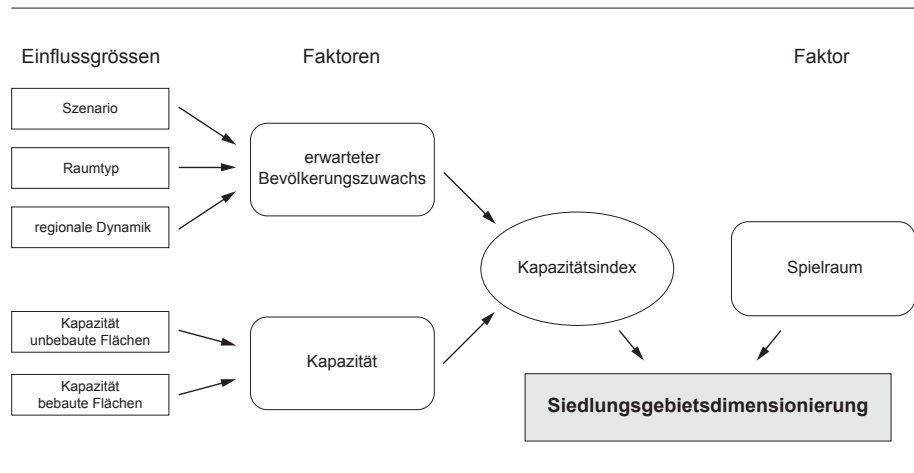 Einflussgrössen
Faktoren
Faktor
Szenario
Raumtyp
regionale Dynamik
erwarteter
Bevölkerungszuwachs
Kapazitätsindex
Spielraum
Kapazität
unbebaute Flächen
Kapazität
bebaute Flächen
Kapazität
Siedlungsgebietsdimensionierung